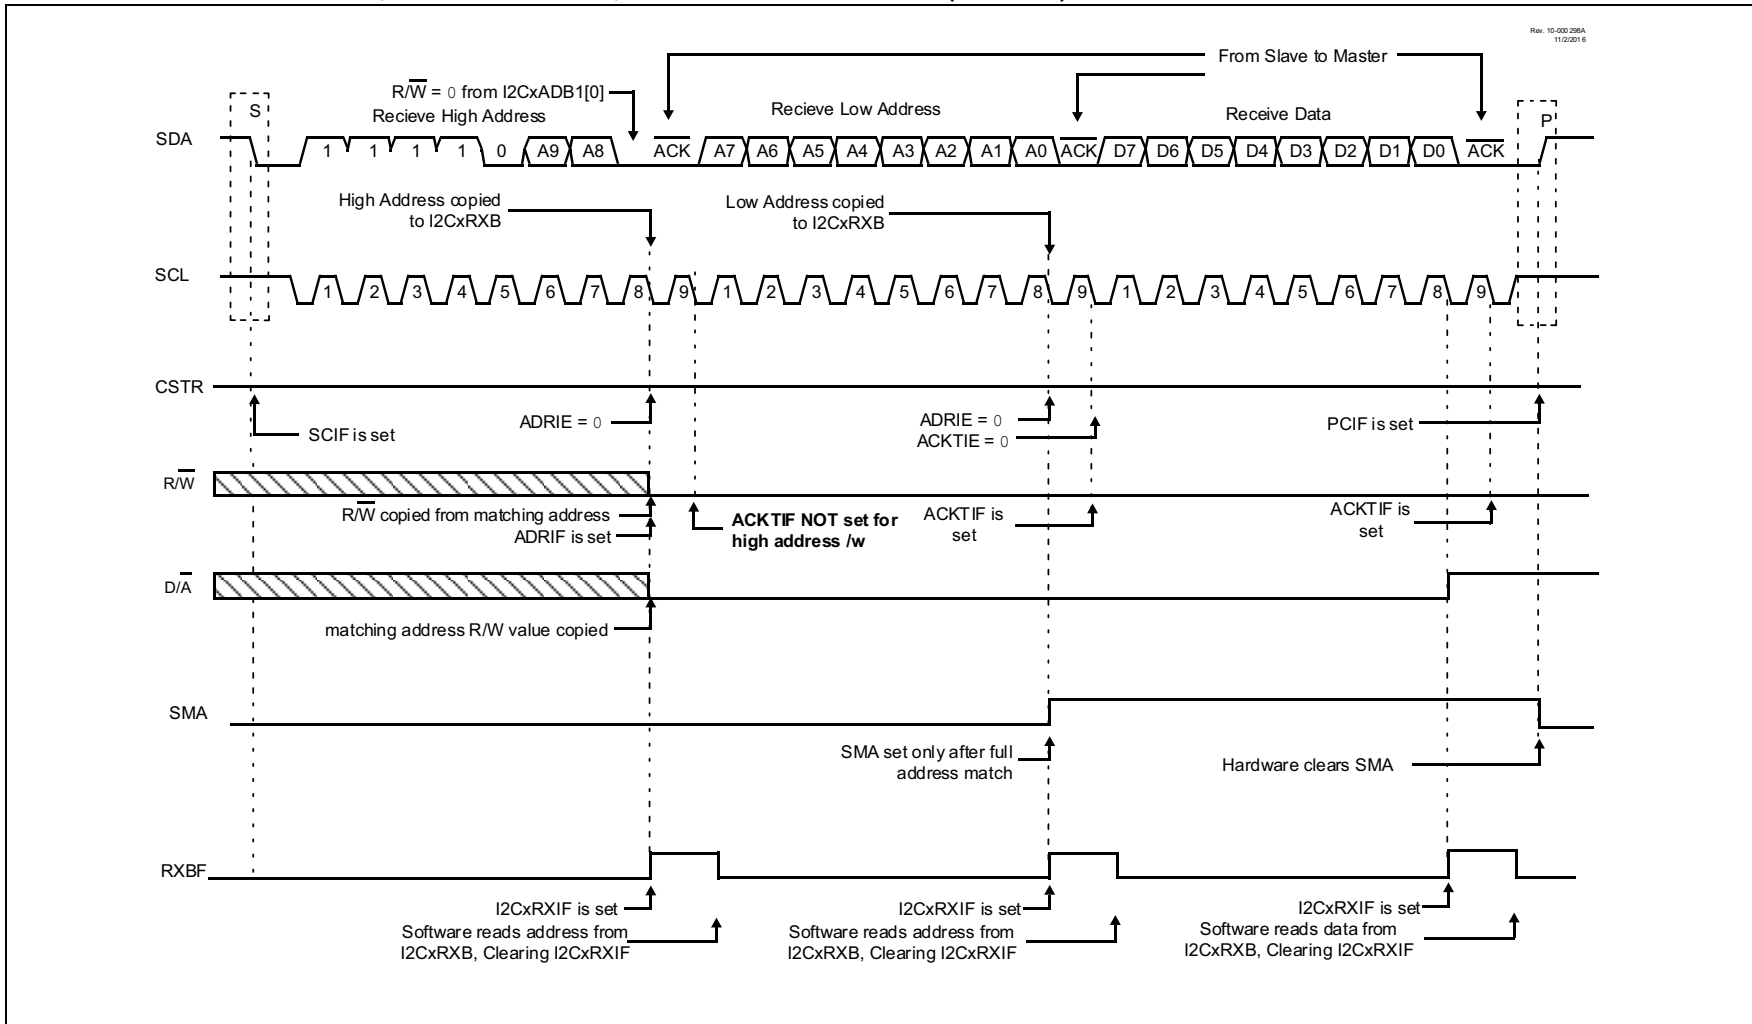 Rev. 10-000 298A
11/2/201 6
From Slave to Master
R/W = 0 from I2CxADB1[0]
Recieve High Address
Recieve Low Address
Receive Data
S
P
SDA
1 1 1 1 0 A9 A8 ACK A7 A6 A5 A4 A3 A2 A1 A0 ACK D7 D6 D5 D4 D3 D2 D1 D0 ACK
High Address copied
to I2CxRXB
Low Address copied
to I2CxRXB
SCL
1 2 3 4 5 6 7 8 9 1 2 3 4 5 6 7 8 9 1 2 3 4 5 6 7 8 9
CSTR
SCIF is set
ADRIE = 0
ADRIE = 0
ACKTIE = 0
PCIF is set
R/W
R/W copied from matching address
ADRIF is set
ACKTIF NOT set for
high address /w
ACKTIF is
set
ACKTIF is
set
D/A
matching address R/W value copied
SMA
SMA set only after full
address match
Hardware clears SMA
RXBF
I2CxRXIF is set
Software reads address from
I2CxRXB, Clearing I2CxRXIF
I2CxRXIF is set
Software reads address from
I2CxRXB, Clearing I2CxRXIF
I2CxRXIF is set
Software reads data from
I2CxRXB, Clearing I2CxRXIF